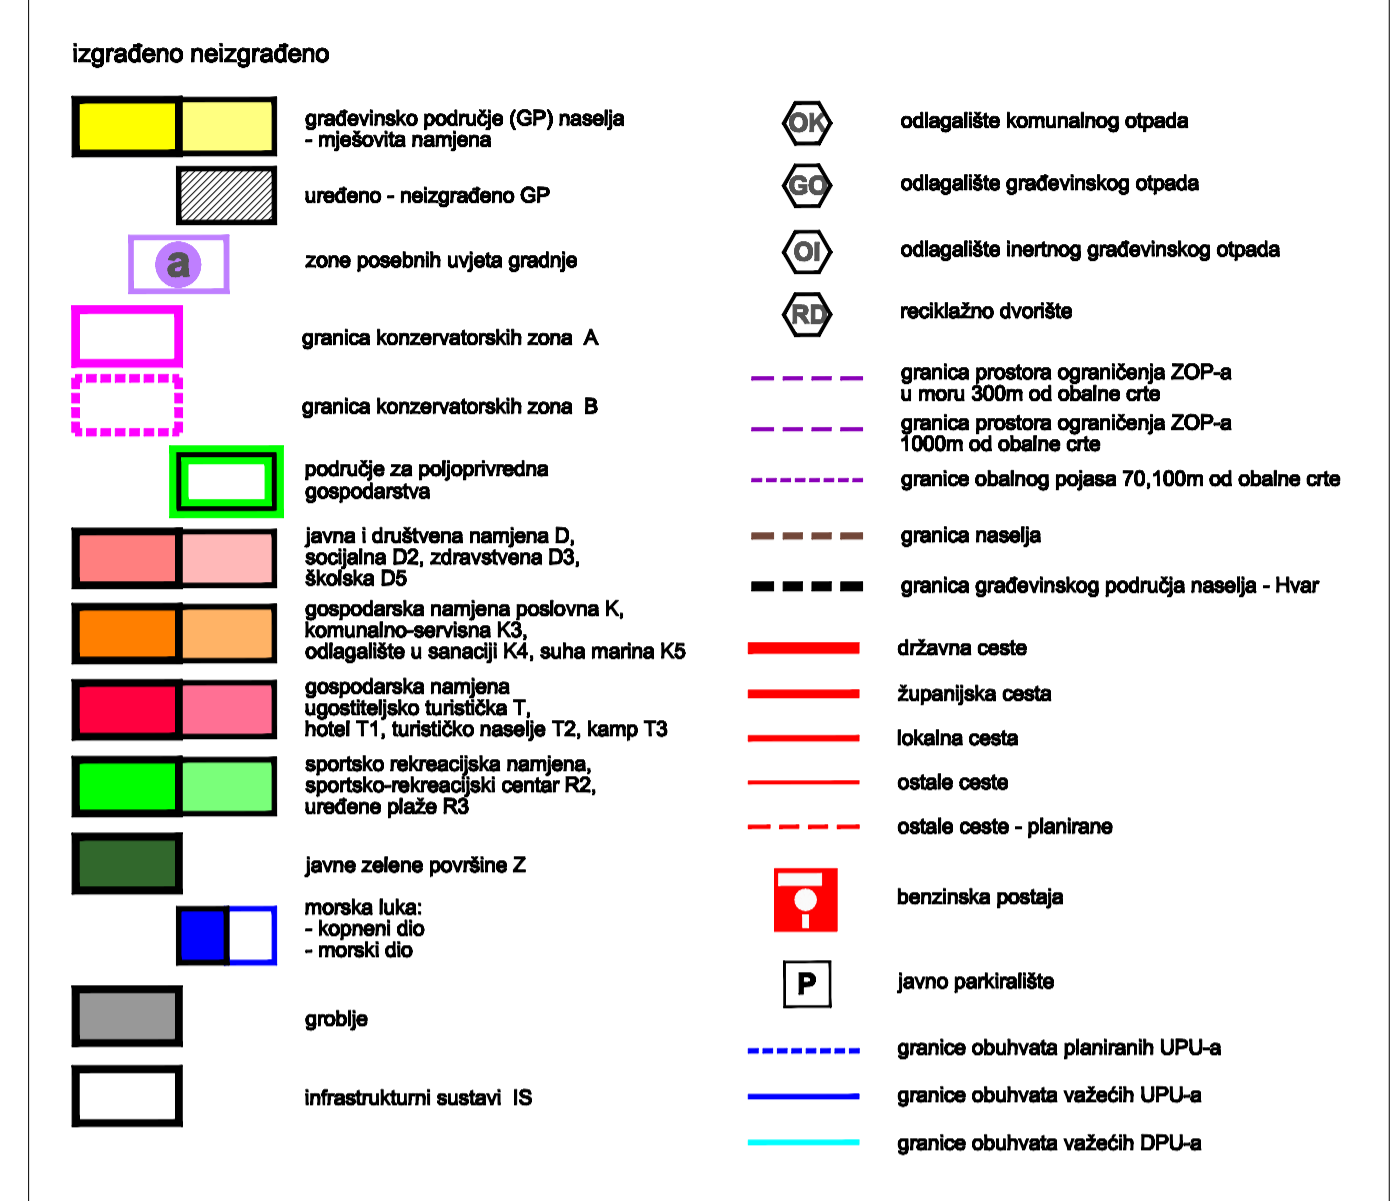 izgrađeno neizgrađeno
građevinsko područje (GP) naselja
- mješovita namjena
uređeno - neizgrađeno GP
a
zone posebnih uvjeta gradnje
granica konzervatorskih zona A
granica konzervatorskih zona B
područje za poljoprivredna
gospodarstva
javna i društvena namjena D,
socijalna D2, zdravstvena D3,
školska D5
gospodarska namjena poslovna K,
komunalno-servisna K3,
odlagalište u sanaciji K4, suha marina K5
gospodarska namjena
ugostiteljsko turistička T,
hotel T1, turističko naselje T2, kamp T3
sportsko rekreacijska namjena,
sportsko-rekreacijski centar R2,
uređene plaže R3
javne zelene površine Z
morska luka:
- kopneni dio
- morski dio
groblje
infrastrukturni sustavi IS
OK
odlagalište komunalnog otpada
GO
odlagalište građevinskog otpada
OI
odlagalište inertnog građevinskog otpada
RD
reciklažno dvorište
granica prostora ograničenja ZOP-a
u moru 300m od obalne crte
granica prostora ograničenja ZOP-a
1000m od obalne crte
granice obalnog pojasa 70,100m od obalne crte
granica naselja
granica građevinskog područja naselja - Hvar
državna ceste
županijska cesta
lokalna cesta
ostale ceste
ostale ceste - planirane
benzinska postaja
P
javno parkiralište
granice obuhvata planiranih UPU-a
granice obuhvata važećih UPU-a
granice obuhvata važećih DPU-a